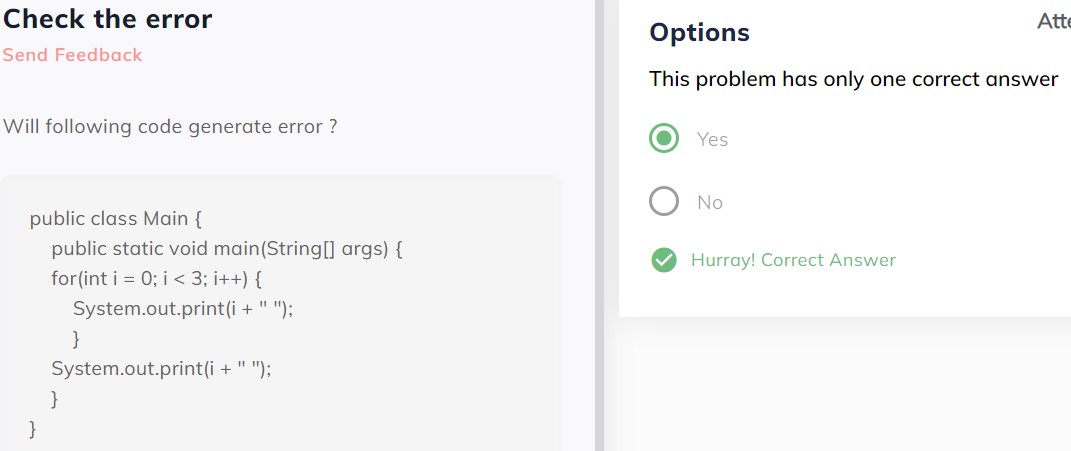 Check the error
Send Feedback
Will following code generate error ?
public class Main {
public static void main(String[] args) {
for(int i = 0; i < 3; i++) {
System.out.print(i + " ");
}
System.out.print(i + " ");
}
}
Options
This problem has only one correct answer
Yes
No
Hurray! Correct Answer